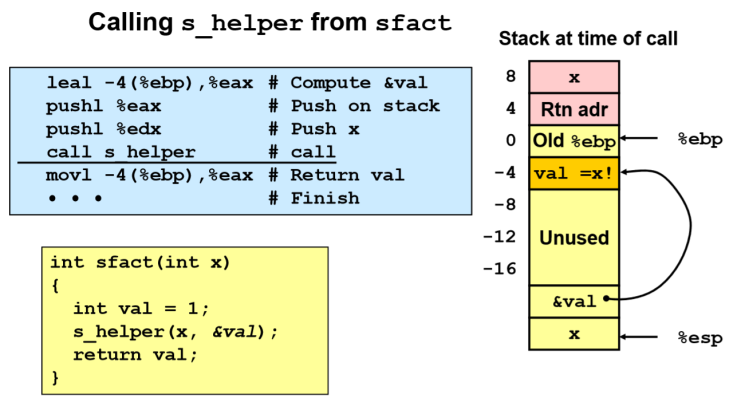 Calling s_helper from sfact
leal -4(%ebp),%eax # Compute &val
pushl %eax # Push on stack
pushl %edx # Push x
call s_helper # call
movl -4(%ebp),%eax # Return val
• • • # Finish
int sfact(int x)
{
int val = 1;
s_helper(x, &val);
return val;
}
Stack at time of call
8 x
4 Rtn adr
0 Old %ebp %ebp
-4 val =x!
-8
-12 Unused
-16
&val
x %esp